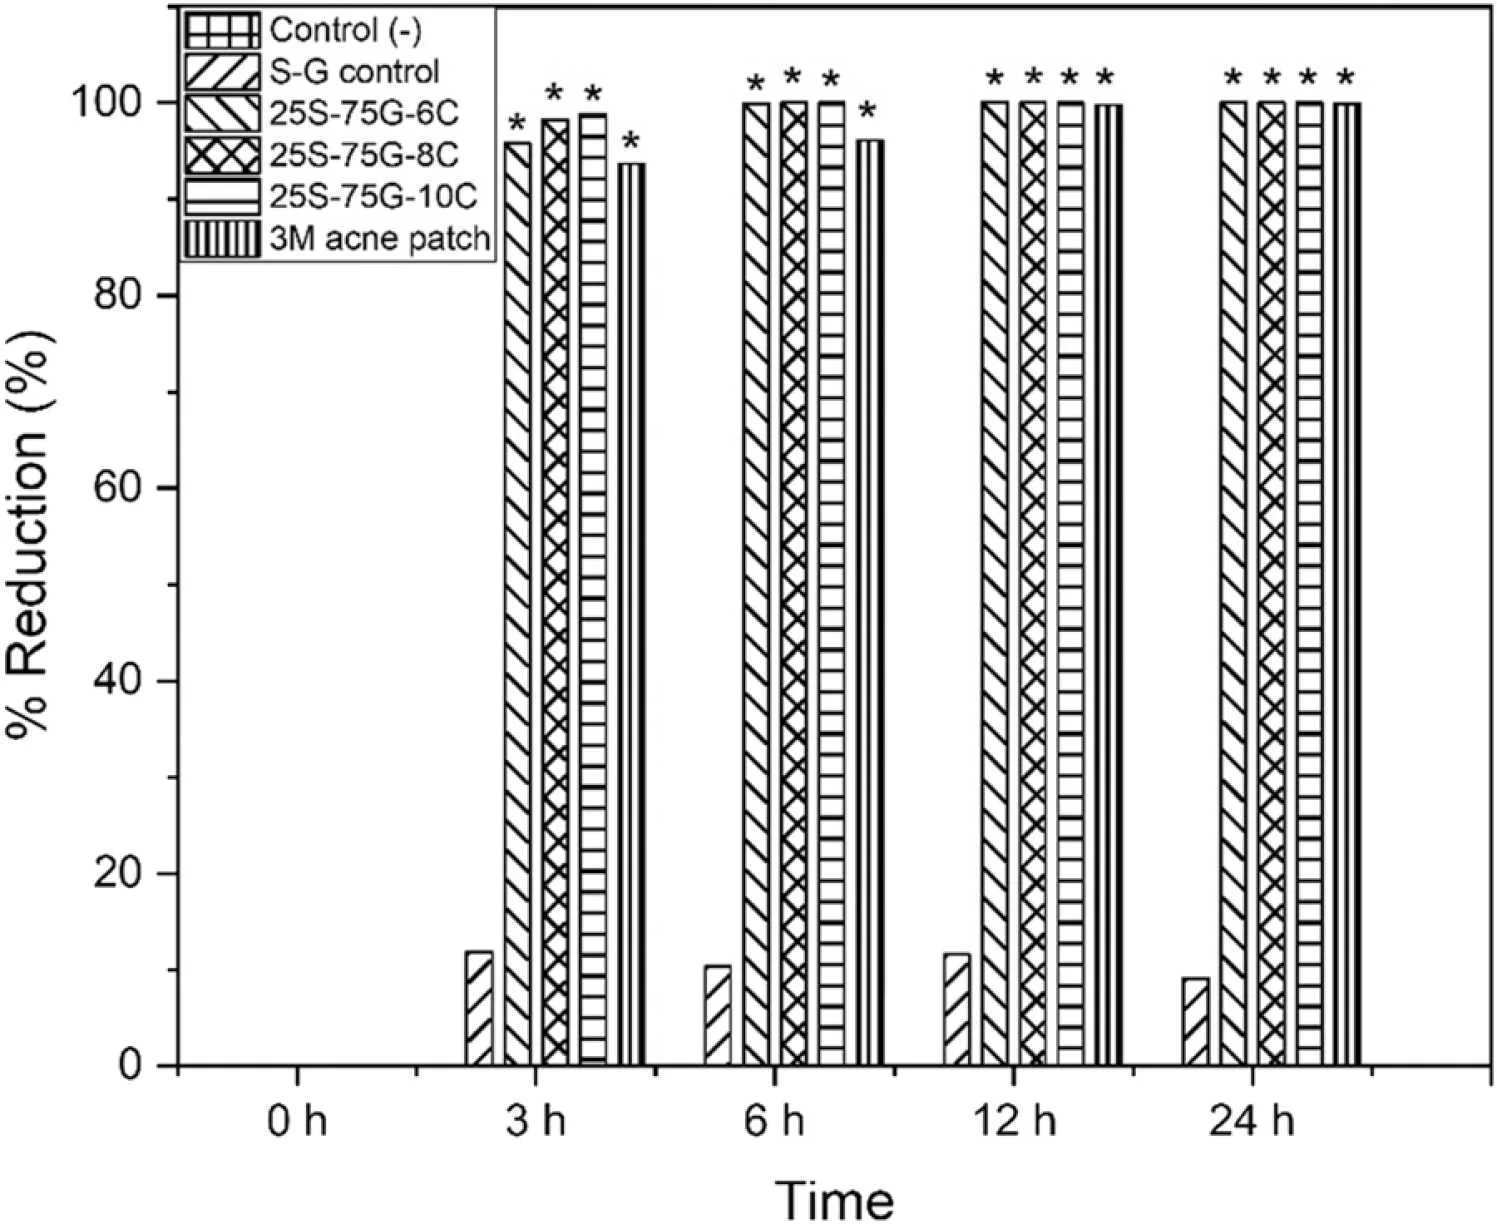 Control (-)
S-G control
25S-75G-6C
25S-75G-8C
25S-75G-10C
3M acne patch
* * * * * * * * * * * * * * * *
100
80
60
40
20
0
% Reduction (%)
0 h 3 h 6 h 12 h 24 h
Time